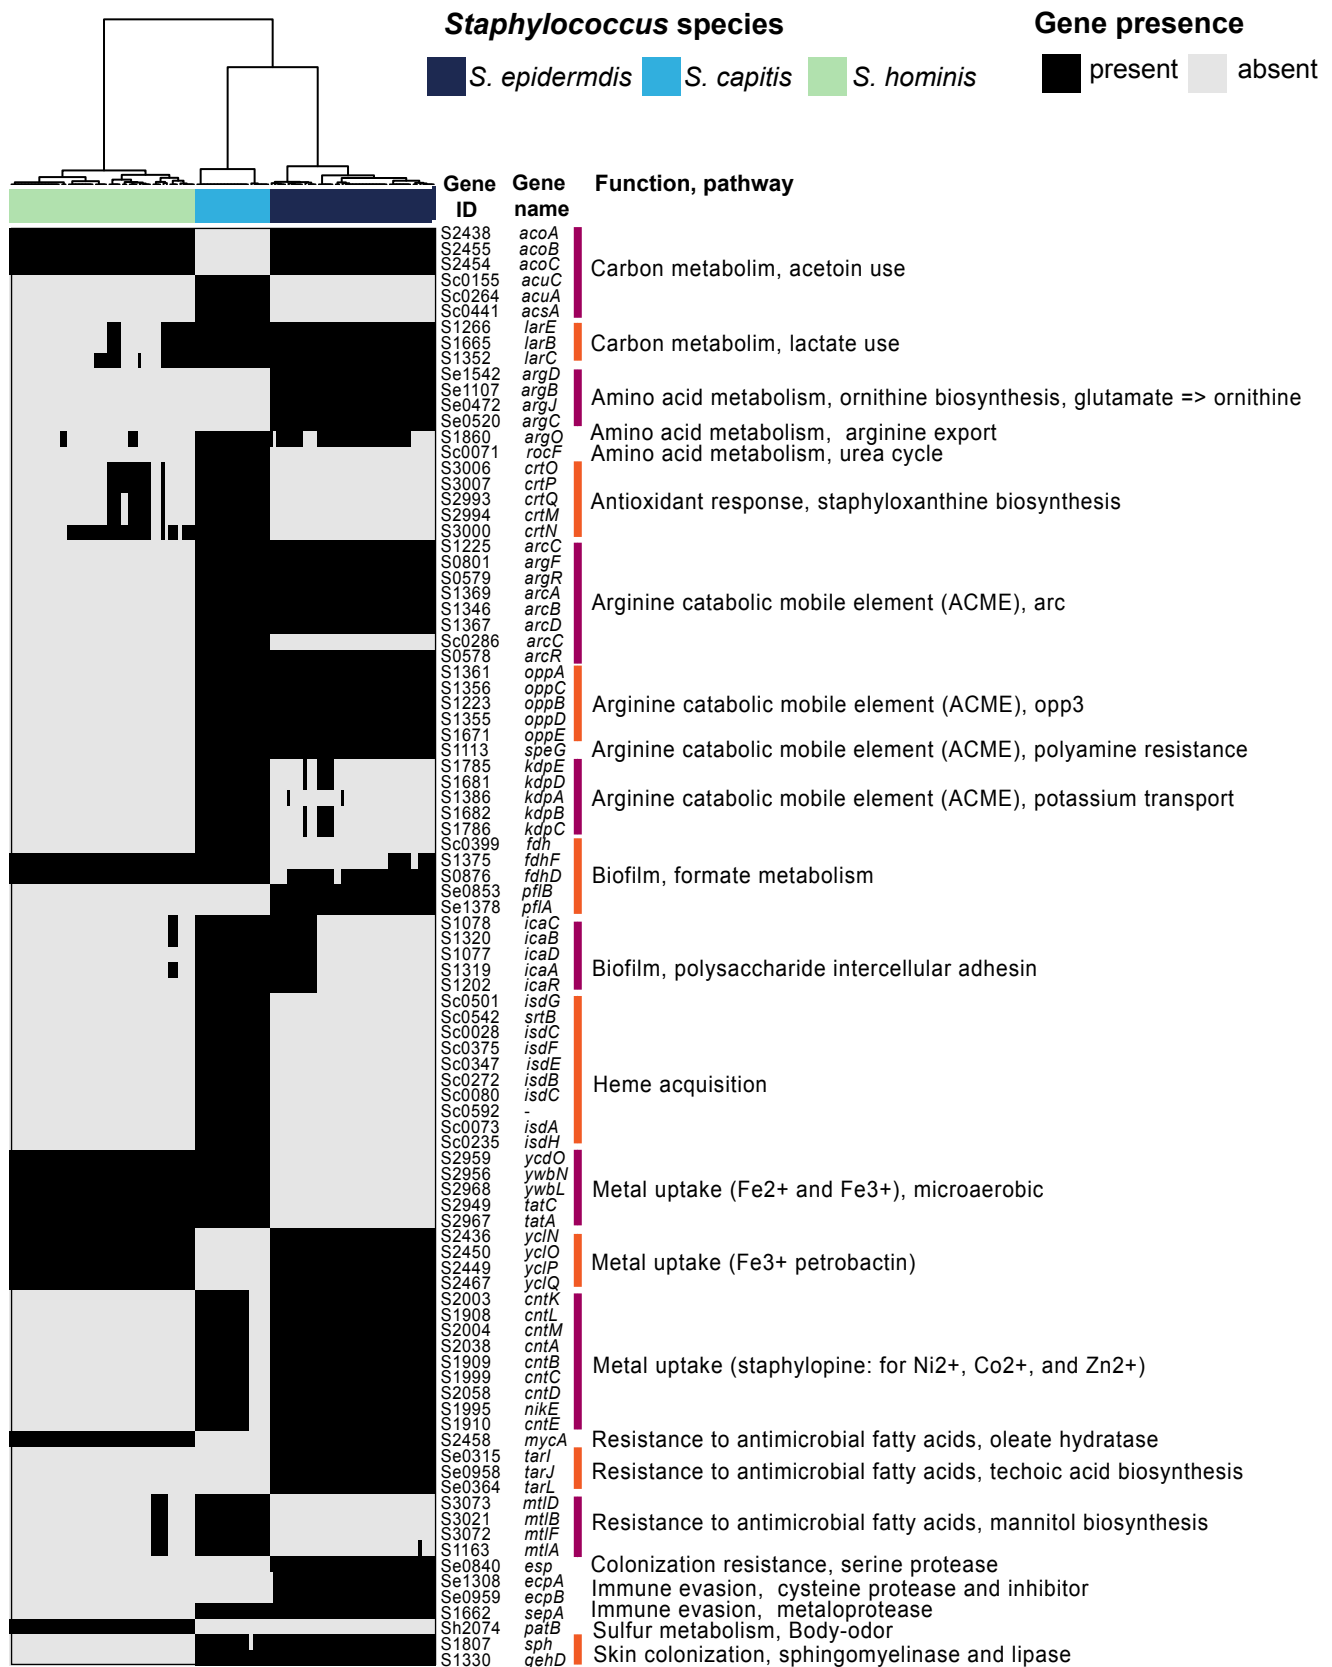 Staphylococcus species
Gene presence
S. epidermdis
S. capitis
S. hominis
present
absent
Gene ID
Gene name
Function, pathway
S2438 acoA
S2455 acoB
S2454 acoC
Carbon metabolim, acetoin use
Sc0155 acuC
Sc0264 acuA
Sc0441 acsA
S1266 larE
S1665 larB
Carbon metabolim, lactate use
S1352 larC
Se1542 argD
Se1107 argB
Amino acid metabolism, ornithine biosynthesis, glutamate => ornithine
Se0472 argJ
Se0520 argC
S1860 argO Amino acid metabolism, arginine export
Sc0071 rocF Amino acid metabolism, urea cycle
S3006 crtO
S3007 crtP
S2993 crtQ Antioxidant response, staphyloxanthine biosynthesis
S2994 crtM
S3000 crtN
S1225 arcC
S0801 argF
S0579 argR
S1369 arcA
S1346 arcB Arginine catabolic mobile element (ACME), arc
S1367 arcD
Sc0286 arcC
S0578 arcR
S1361 oppA
S1356 oppC
S1223 oppB Arginine catabolic mobile element (ACME), opp3
S1355 oppD
S1671 oppE
S1113 speG Arginine catabolic mobile element (ACME), polyamine resistance
S1785 kdpE
S1681 kdpD
S1386 kdpA Arginine catabolic mobile element (ACME), potassium transport
S1682 kdpB
S1786 kdpC
Sc0399 fdh
S1375 fdhF
S0876 fdhD Biofilm, formate metabolism
Se0853 pflB
Se1378 pflA
S1078 icaC
S1320 icaB
S1077 icaD
S1319 icaA Biofilm, polysaccharide intercellular adhesin
S1202 icaR
Sc0501 isdG
Sc0542 srtB
Sc0028 isdC
Sc0375 isdF
Sc0347 isdE
Sc0272 isdB Heme acquisition
Sc0080 isdC
Sc0592 -
Sc0073 isdA
Sc0235 isdH
S2959 ycdO
S2956 ywbN
S2968 ywbL Metal uptake (Fe2+ and Fe3+), microaerobic
S2949 tatC
S2967 tatA
S2436 yclN
S2450 yclO
Metal uptake (Fe3+ petrobactin)
S2449 yclP
S2467 yclQ
S2003 cntK
S1908 cntL
S2004 cntM
S2038 cntA
S1909 cntB Metal uptake (staphylopine: for Ni2+, Co2+, and Zn2+)
S1999 cntC
S2058 cntD
S1995 nikE
S1910 cntE
S2458 mycA Resistance to antimicrobial fatty acids, oleate hydratase
Se0315 tarI
Se0958 tarJ Resistance to antimicrobial fatty acids, techoic acid biosynthesis
Se0364 tarL
S3073 mtlD
S3021 mtlB Resistance to antimicrobial fatty acids, mannitol biosynthesis
S3072 mtlF
S1163 mtlA
Se0840 esp Colonization resistance, serine protease
Se1308 ecpA
Immune evasion, cysteine protease and inhibitor
Se0959 ecpB
S1662 sepA Immune evasion, metaloprotease
Sh2074 patB Sulfur metabolism, Body-odor
S1807 sph
Skin colonization, sphingomyelinase and lipase
S1330 gehD